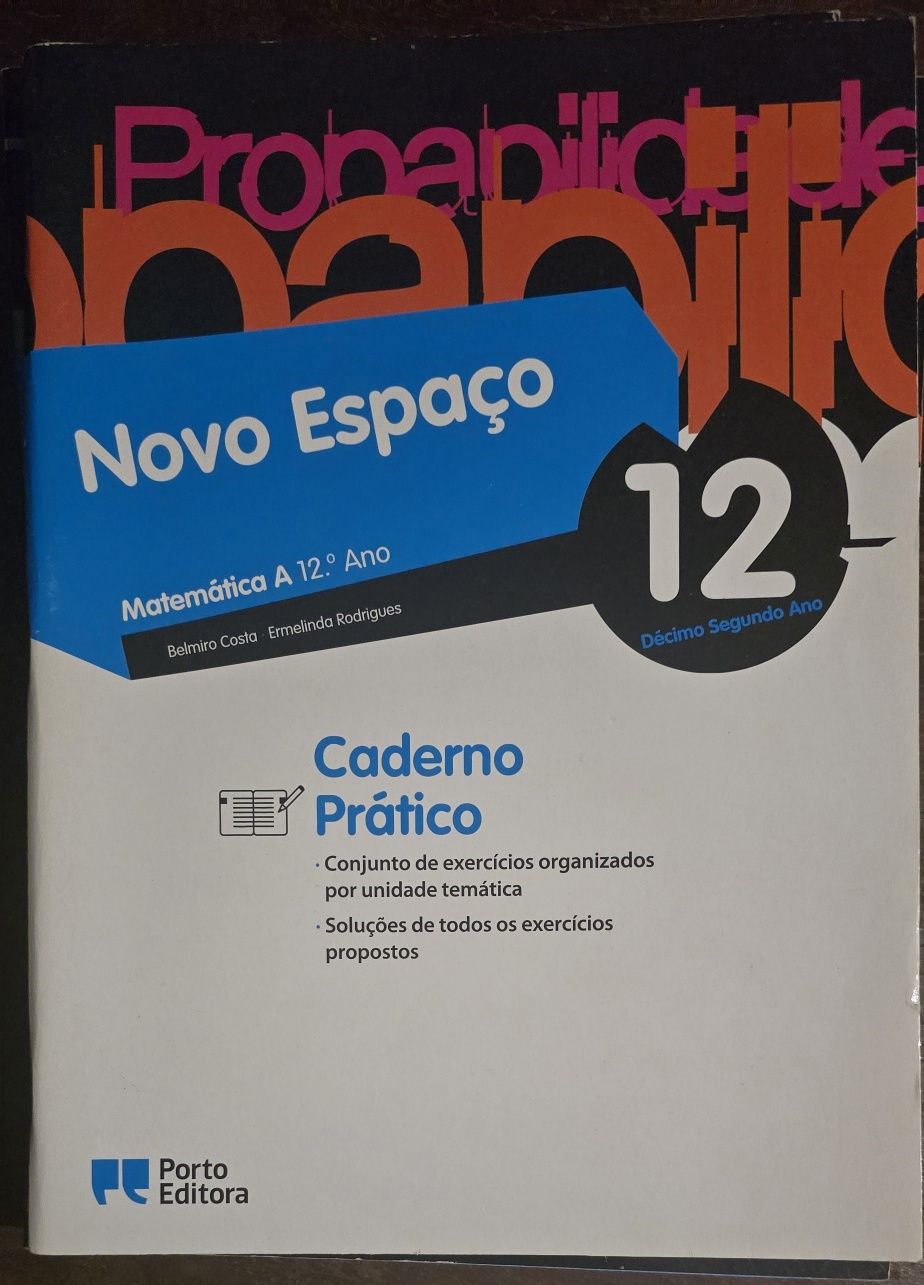 Probabilidade
Novo Espaço
12
Matemática A 12.º Ano
Décimo Segundo Ano
Belmiro Costa · Ermelinda Rodrigues
Caderno
Prático
· Conjunto de exercícios organizados
por unidade temática
· Soluções de todos os exercícios
propostos
Porto
Editora